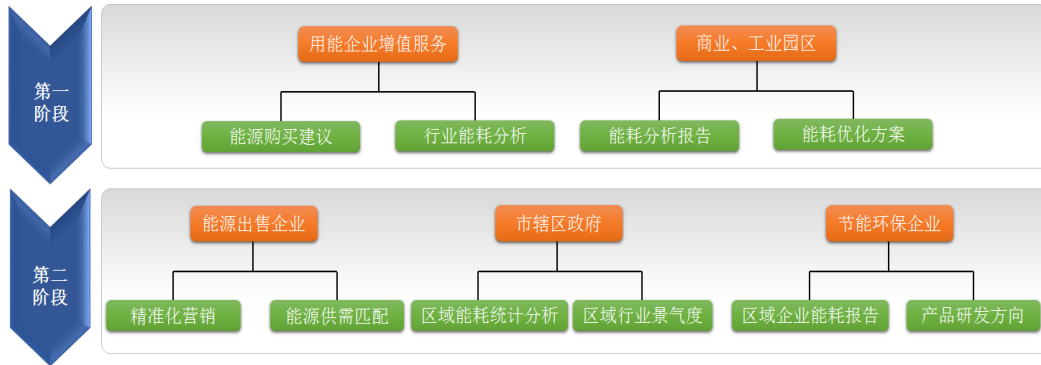 第一
阶段
用能企业增值服务
商业、工业园区
能源购买建议
行业能耗分析
能耗分析报告
能耗优化方案
第二
阶段
能源出售企业
市辖区政府
节能环保企业
精准化营销
能源供需匹配
区域能耗统计分析
区域行业景气度
区域企业能耗报告
产品研发方向